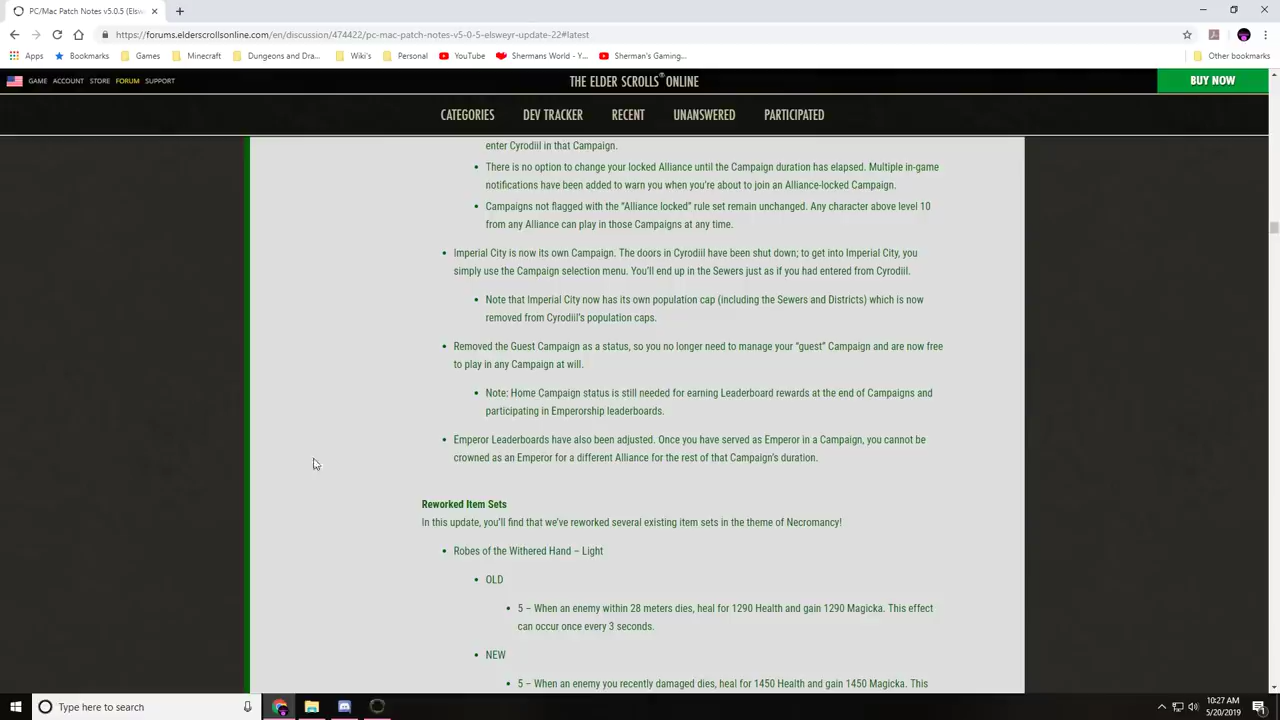 PC/Mac Patch Notes v5.0.5 (Elsw
https://forums.elderscrollsonline.com/en/discussion/474422/pc-mac-patch-notes-v5-0-5-elsweyr-update-22#latest
Apps Bookmarks Games Minecraft Dungeons and Dra... Wiki's Personal YouTube Shermans World - Y... Sherman's Gaming... Other bookmarks
GAME ACCOUNT STORE FORUM SUPPORT THE ELDER SCROLLS® ONLINE BUY NOW
CATEGORIES DEV TRACKER RECENT UNANSWERED PARTICIPATED
enter Cyrodiil in that Campaign.
• There is no option to change your locked Alliance until the Campaign duration has elapsed. Multiple in-game
notifications have been added to warn you when you're about to join an Alliance-locked Campaign.
• Campaigns not flagged with the “Alliance locked” rule set remain unchanged. Any character above level 10
from any Alliance can play in those Campaigns at any time.
• Imperial City is now its own Campaign. The doors in Cyrodiil have been shut down; to get into Imperial City, you
simply use the Campaign selection menu. You'll end up in the Sewers just as if you had entered from Cyrodiil.
• Note that Imperial City now has its own population cap (including the Sewers and Districts) which is now
removed from Cyrodiil's population caps.
• Removed the Guest Campaign as a status, so you no longer need to manage your “guest” Campaign and are now free
to play in any Campaign at will.
• Note: Home Campaign status is still needed for earning Leaderboard rewards at the end of Campaigns and
participating in Emperorship leaderboards.
• Emperor Leaderboards have also been adjusted. Once you have served as Emperor in a Campaign, you cannot be
crowned as an Emperor for a different Alliance for the rest of that Campaign's duration.
Reworked Item Sets
In this update, you'll find that we've reworked several existing item sets in the theme of Necromancy!
• Robes of the Withered Hand – Light
• OLD
• 5 – When an enemy within 28 meters dies, heal for 1290 Health and gain 1290 Magicka. This effect
can occur once every 3 seconds.
• NEW
• 5 – When an enemy you recently damaged dies, heal for 1450 Health and gain 1450 Magicka. This
Type here to search
10:27 AM
5/20/2019